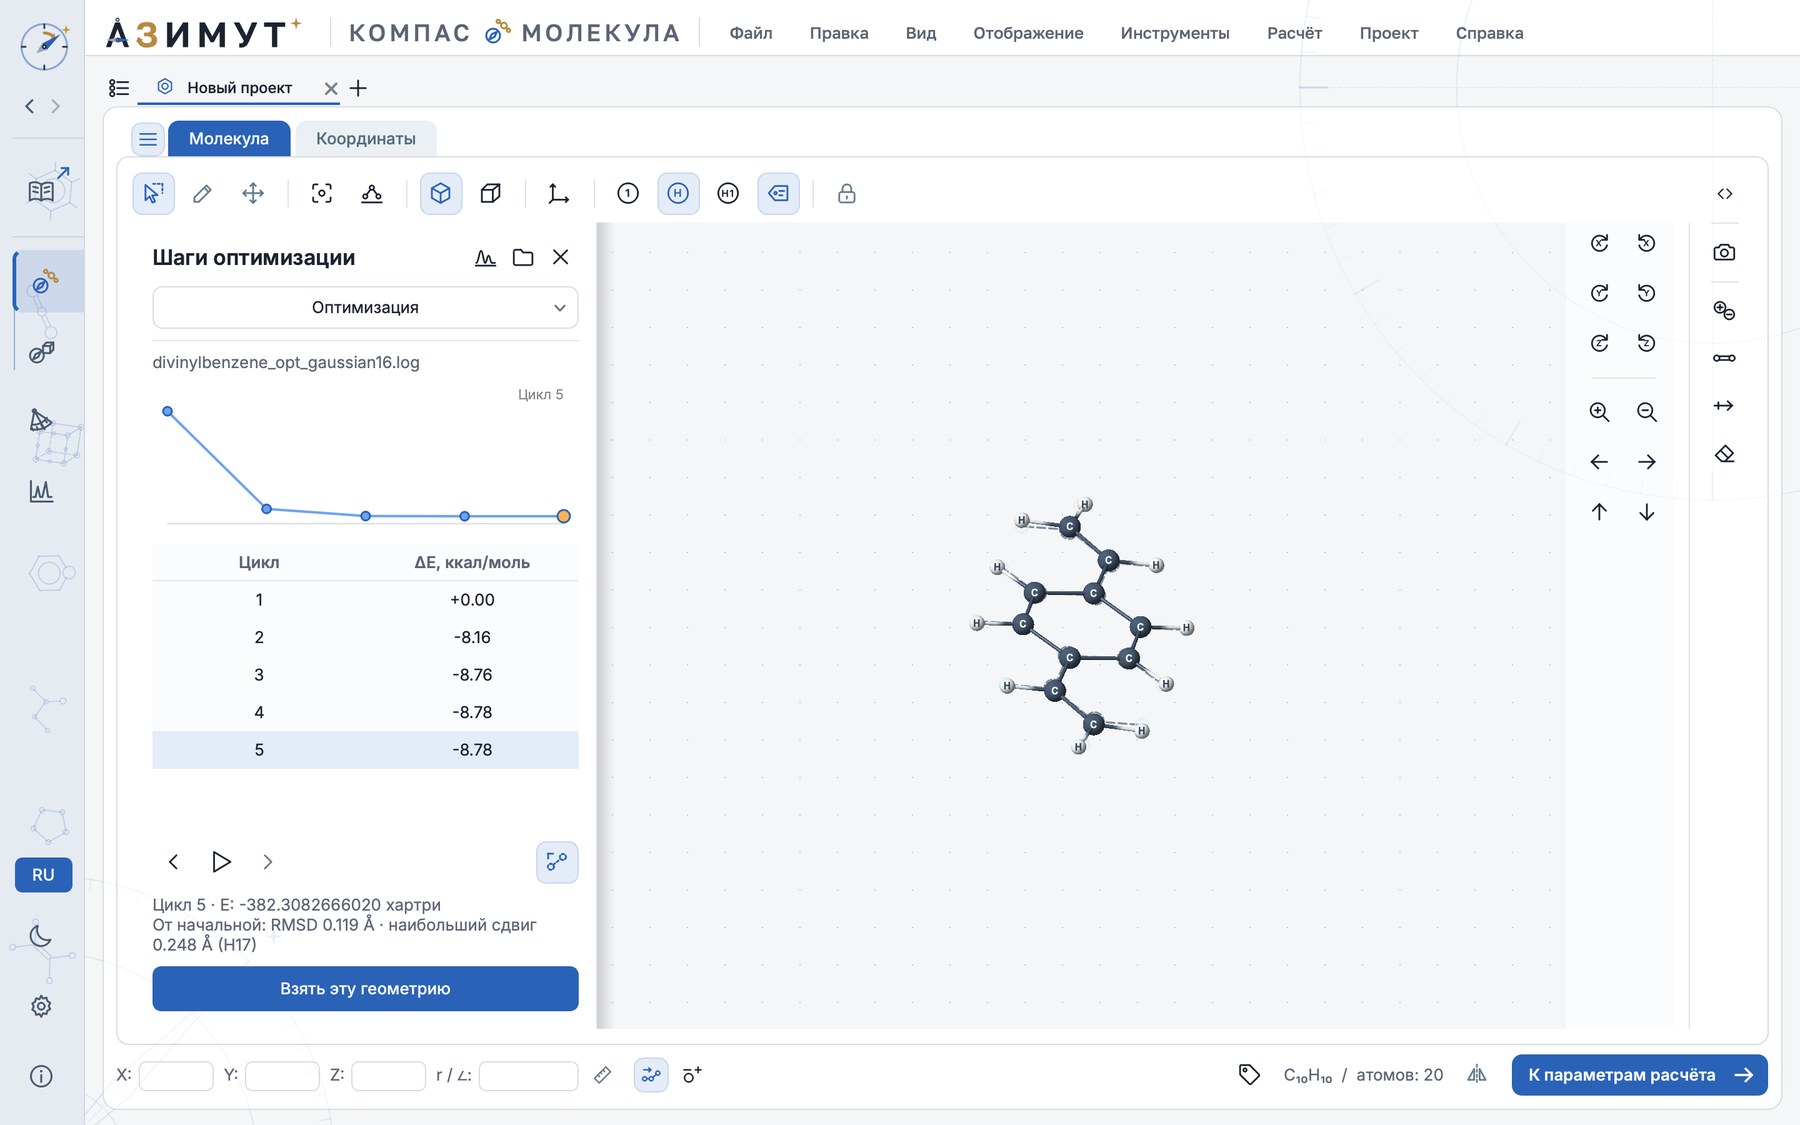 АЗИМУТ
КОМПАС МОЛЕКУЛА
Файл Правка Вид Отображение Инструменты Расчёт Проект Справка
Новый проект
Молекула Координаты
1 H H1
Шаги оптимизации
Оптимизация
divinylbenzene_opt_gaussian16.log
Цикл 5
Цикл ΔE, ккал/моль
1 +0.00
2 -8.16
3 -8.76
4 -8.78
5 -8.78
Цикл 5 · E: -382.3082666020 хартри
От начальной: RMSD 0.119 Å · наибольший сдвиг
0.248 Å (H17)
Взять эту геометрию
H
H C
C H
H C C
H C C H
C C H
H C
C H
H
X X
Y Y
Z Z
RU
X: Y: Z: r / ∠:
C₁₀H₁₀ / атомов: 20
К параметрам расчёта